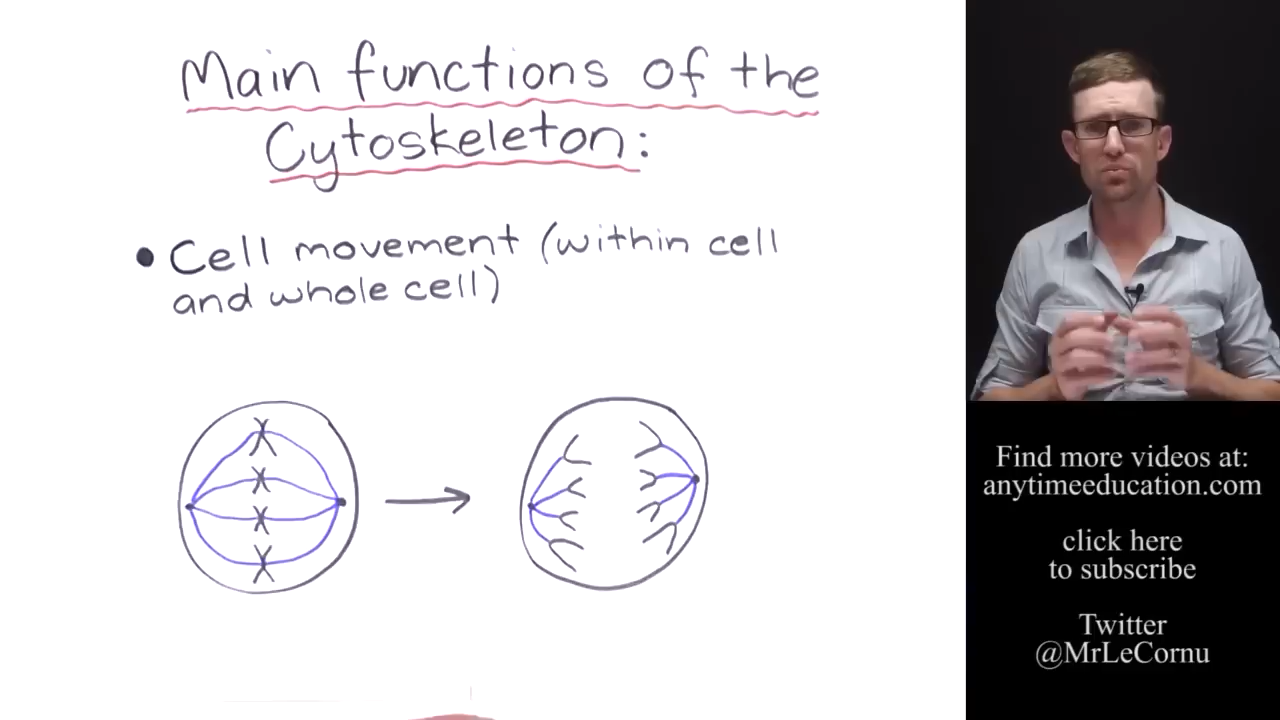 Main functions of the
Cytoskeleton:
• Cell movement (within cell
and whole cell)
Find more videos at:
anytimeeducation.com
click here
to subscribe
Twitter
@MrLeCornu